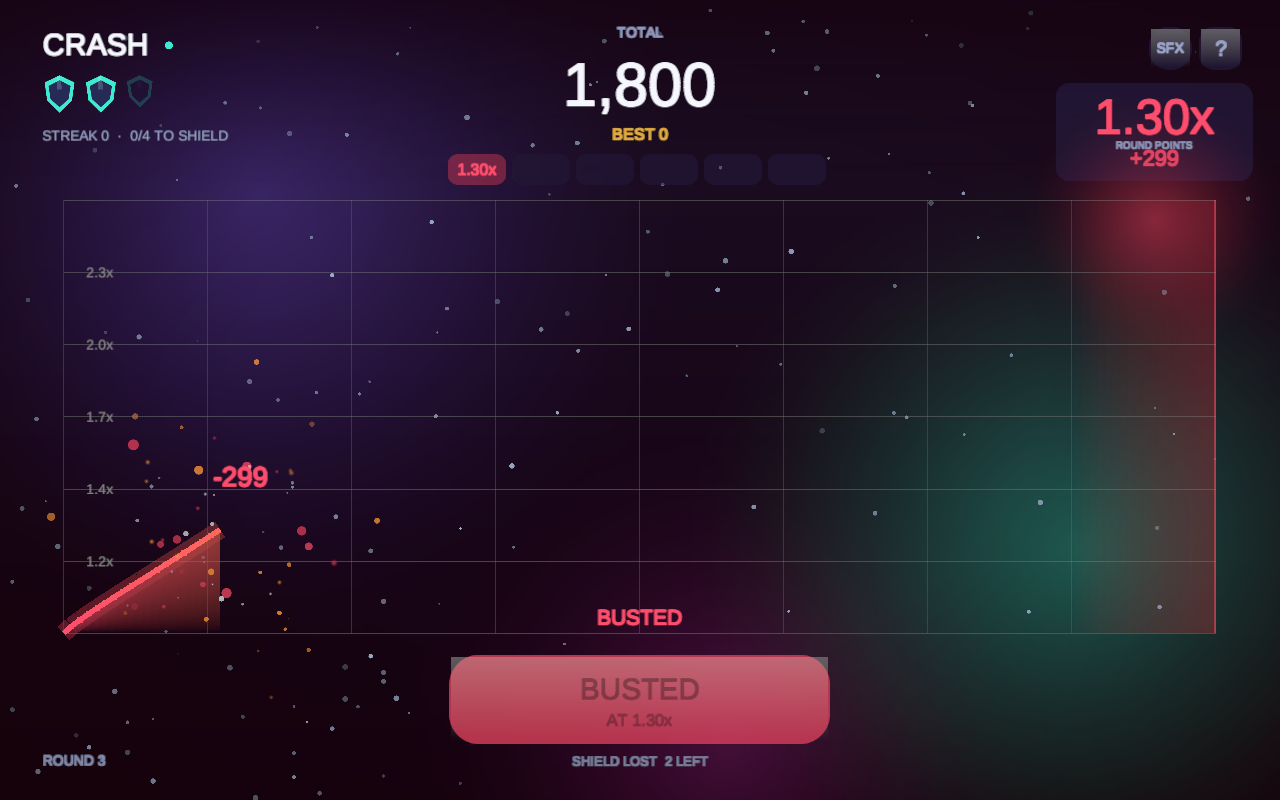 CRASH
STREAK 0 · 0/4 TO SHIELD
TOTAL
1,800
BEST 0
SFX
?
1.30x
ROUND POINTS
+299
1.30x
2.3x
2.0x
1.7x
1.4x
1.2x
-299
BUSTED
BUSTED
AT 1.30x
ROUND 3
SHIELD LOST 2 LEFT